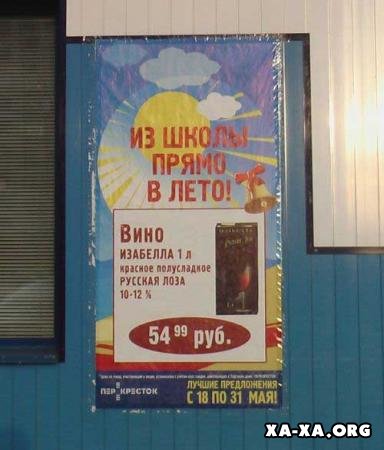 ИЗ ШКОЛЫ
ПРЯМО
В ЛЕТО!
Вино
ИЗАБЕЛЛА 1 л
красное полусладкое
РУССКАЯ ЛОЗА
10-12 %
54 99 руб.
ПЕРЕКРЕСТОК
ЛУЧШИЕ ПРЕДЛОЖЕНИЯ
С 18 ПО 31 МАЯ!
XA-XA.ORG